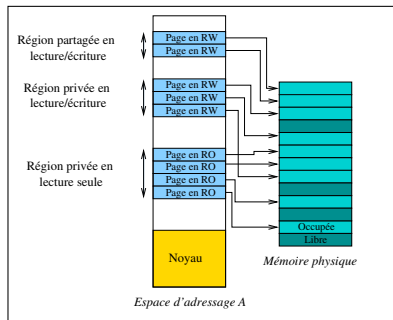 Région partagée en
lecture/écriture
Page en RW
Page en RW
Région privée en
lecture/écriture
Page en RW
Page en RW
Page en RW
Région privée en
lecture seule
Page en RO
Page en RO
Page en RO
Page en RO
Noyau
Occupée
Libre
Mémoire physique
Espace d'adressage A